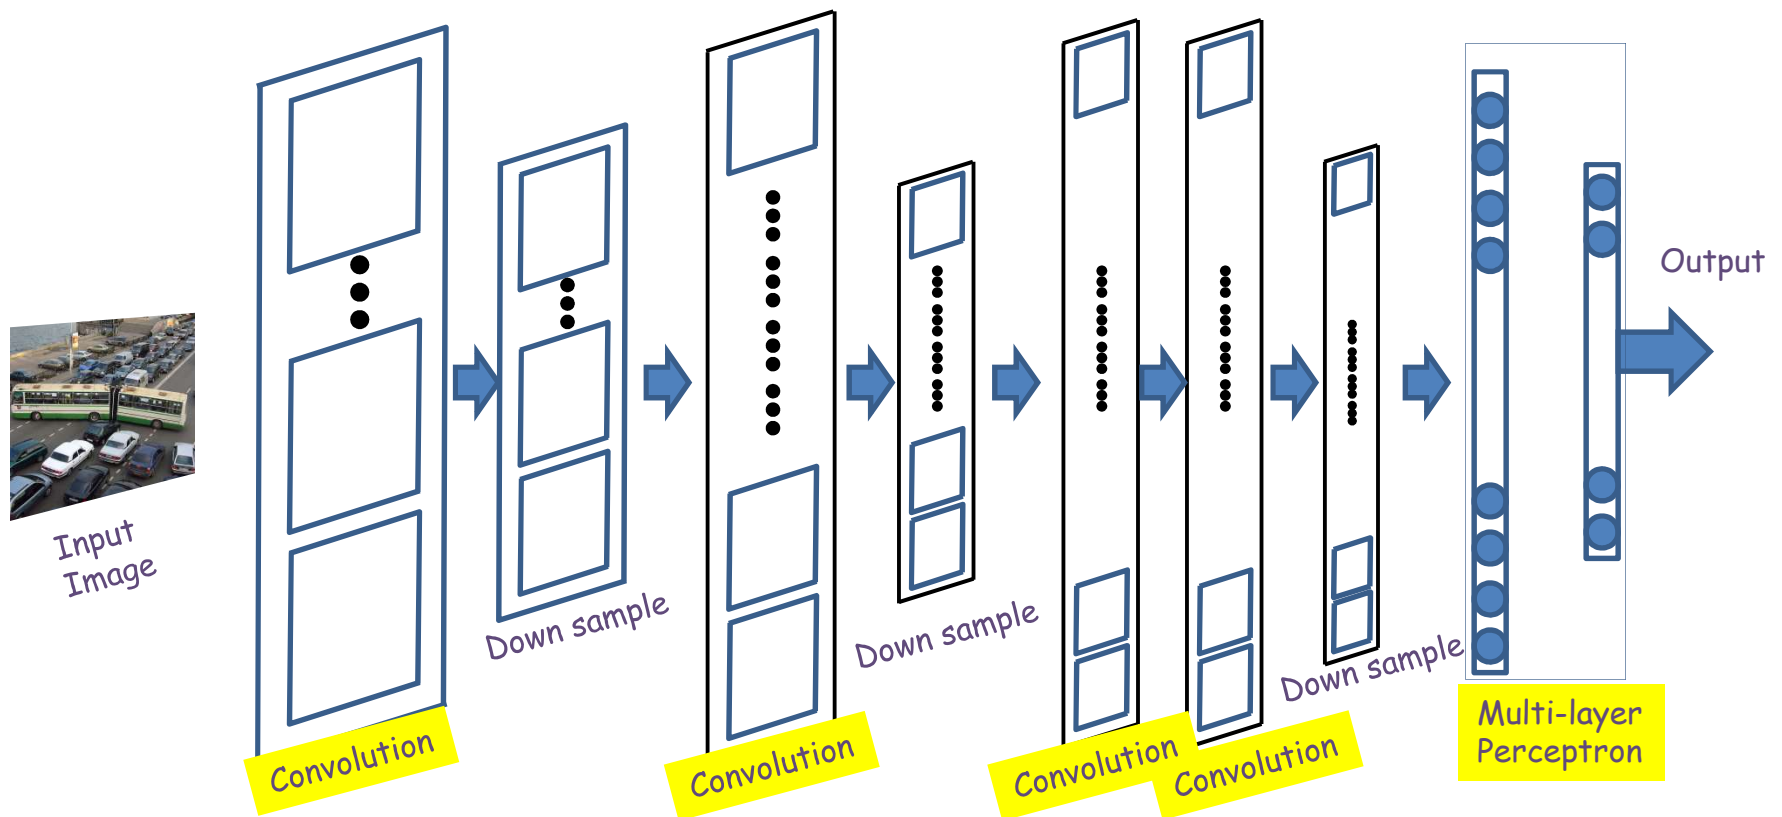 Input
Image
Convolution
Down sample
Convolution
Down sample
Convolution
Convolution
Down sample
Multi-layer
Perceptron
Output